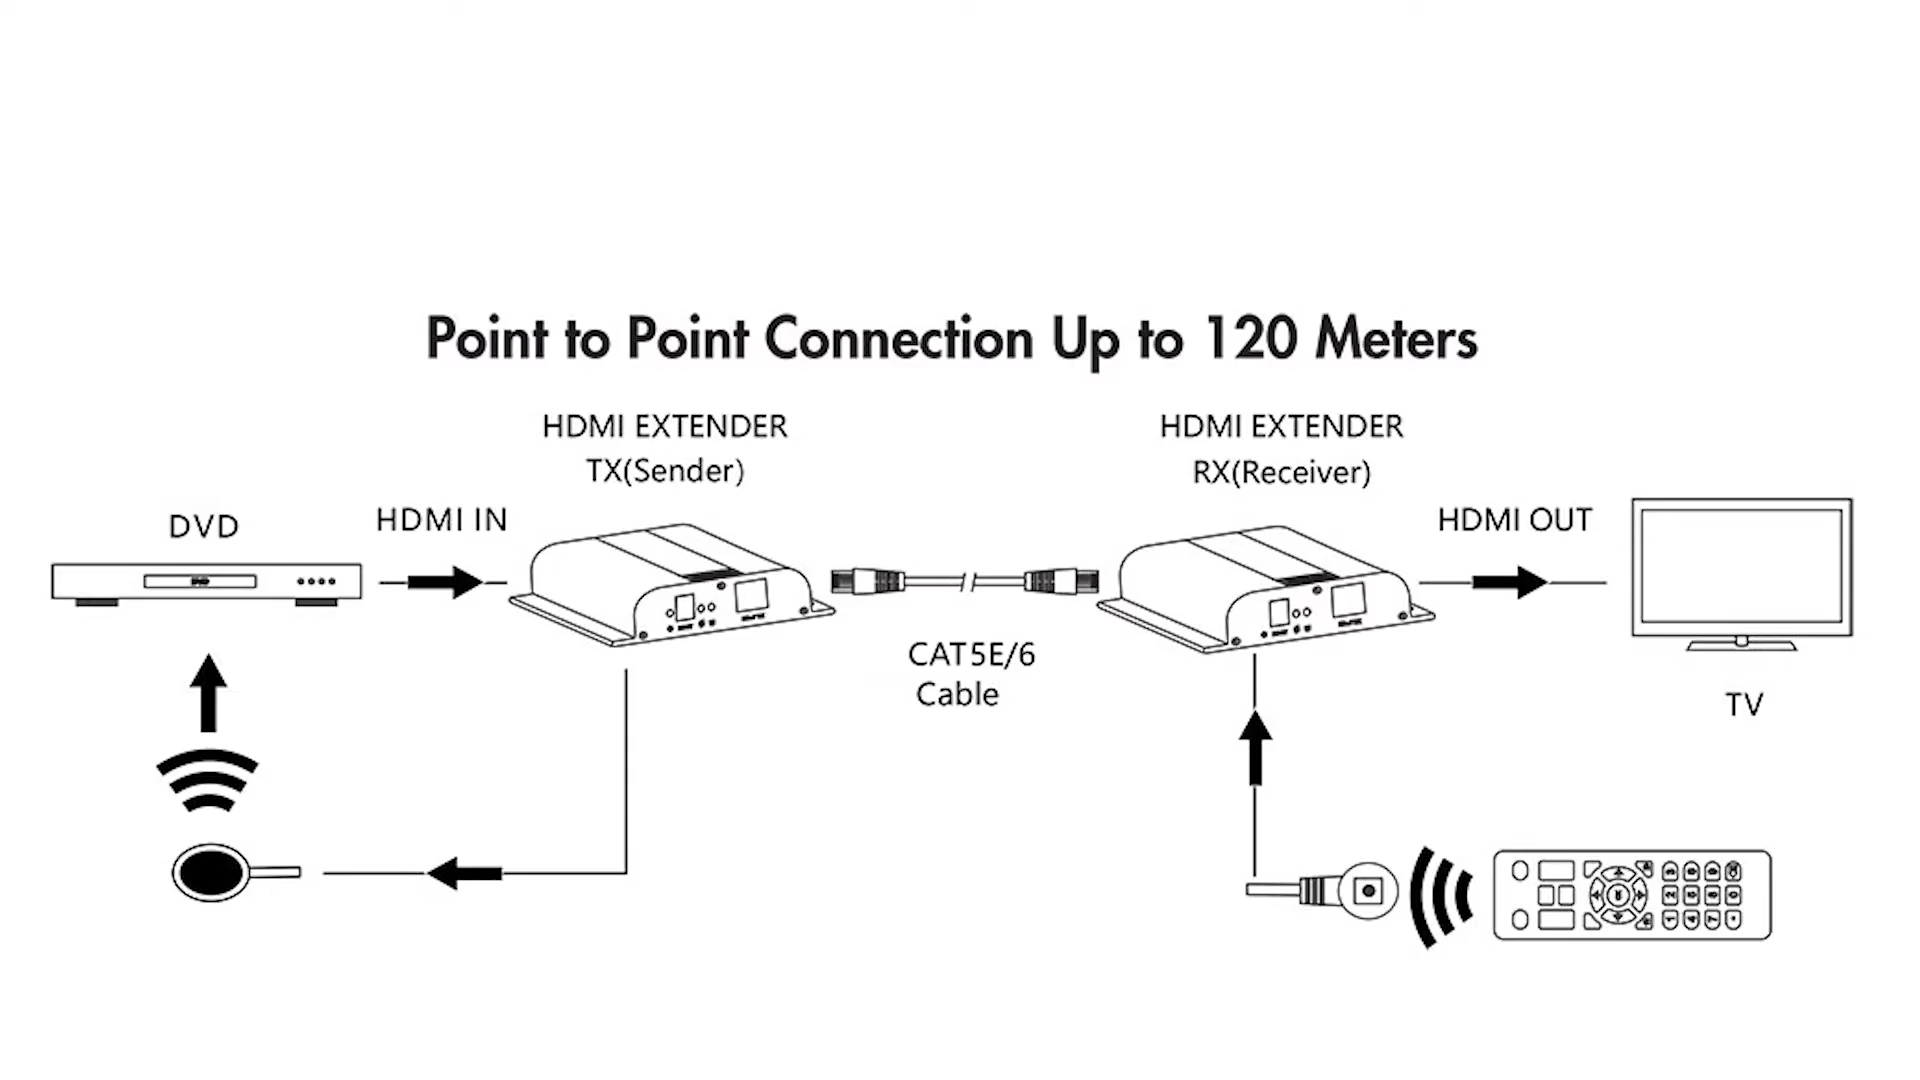 Point to Point Connection Up to 120 Meters
HDMI EXTENDER
TX(Sender)
HDMI EXTENDER
RX(Receiver)
DVD
HDMI IN
HDMI OUT
CAT5E/6
Cable
TV